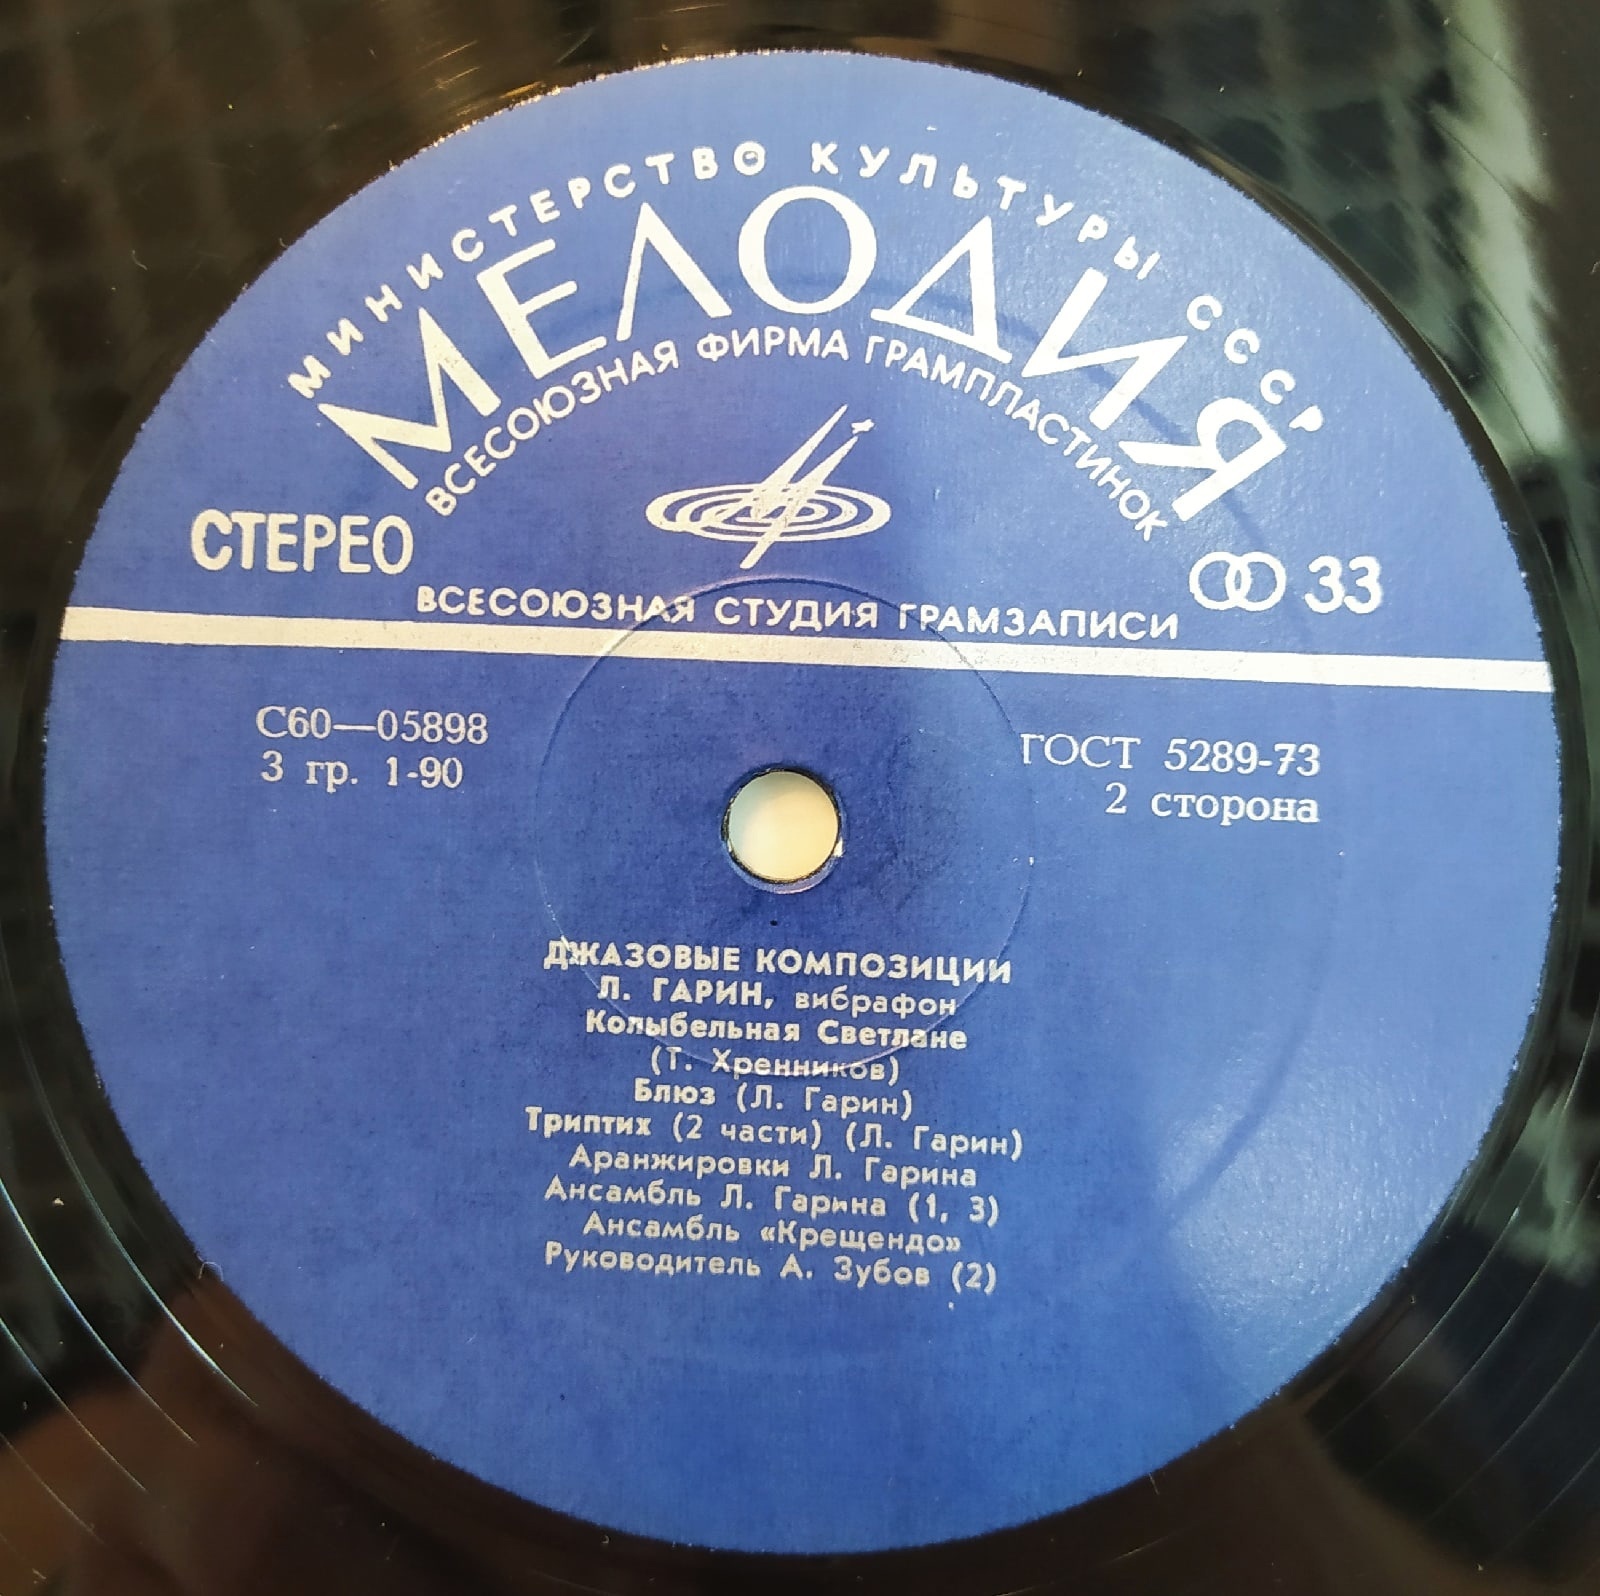 МИНИСТЕРСТВО КУЛЬТУРЫ СССР
МЕЛОДИЯ
ВСЕСОЮЗНАЯ ФИРМА ГРАМПЛАСТИНОК
СТЕРЕО
33
ВСЕСОЮЗНАЯ СТУДИЯ ГРАМЗАПИСИ
С60—05898
3 гр. 1-90
ГОСТ 5289-73
2 сторона
ДЖАЗОВЫЕ КОМПОЗИЦИИ
Л. ГАРИН, вибрафон
Колыбельная Светлане
(Т. Хренников)
Блюз (Л. Гарин)
Триптих (2 части) (Л. Гарин)
Аранжировки Л. Гарина
Ансамбль Л. Гарина (1, 3)
Ансамбль «Крещендо»
Руководитель А. Зубов (2)